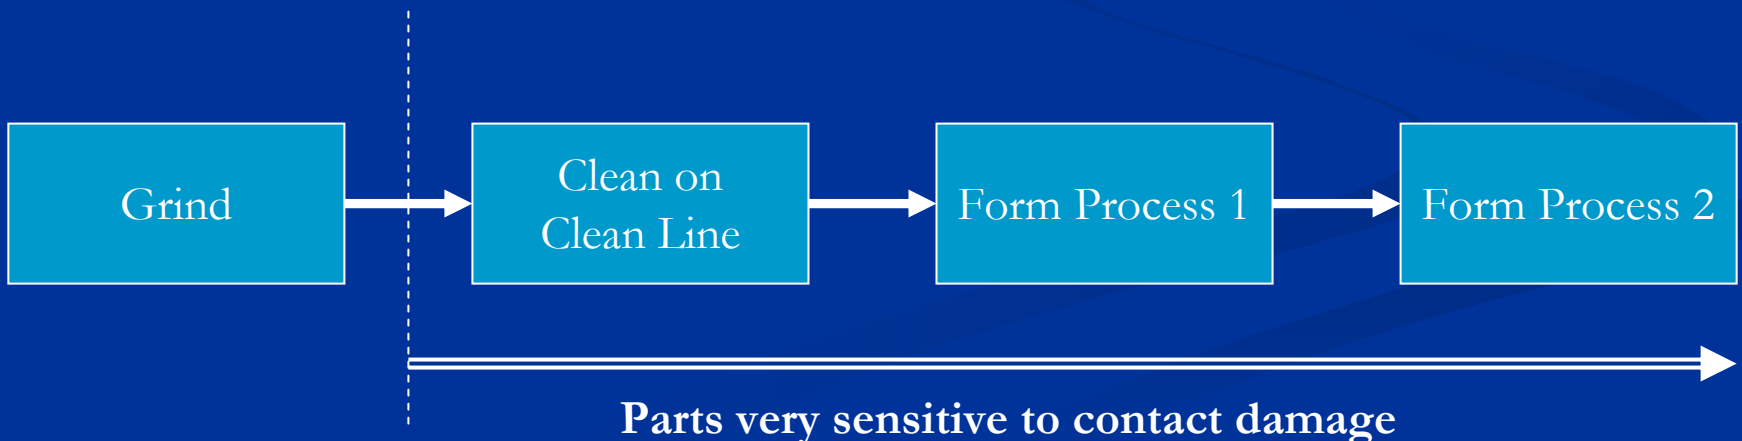 Grind
Clean on
Clean Line
Form Process 1
Form Process 2
Parts very sensitive to contact damage